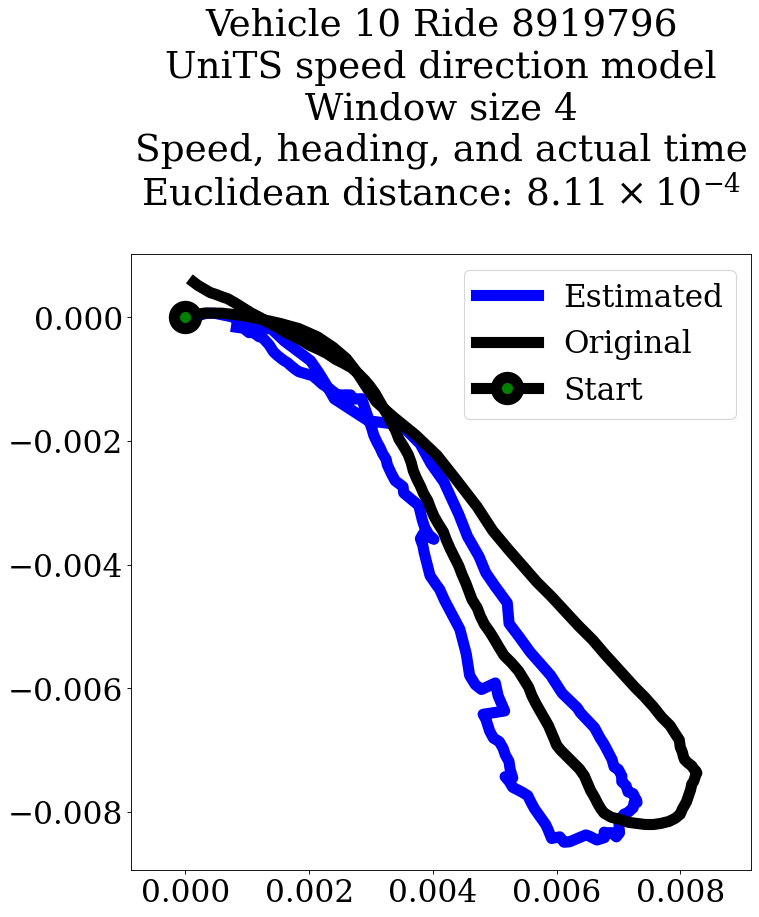 Vehicle 10 Ride 8919796
UniTS speed direction model
Window size 4
Speed, heading, and actual time
Euclidean distance: 8.11 × 10⁻⁴
Estimated
Original
Start
0.000
−0.002
−0.004
−0.006
−0.008
0.000 0.002 0.004 0.006 0.008